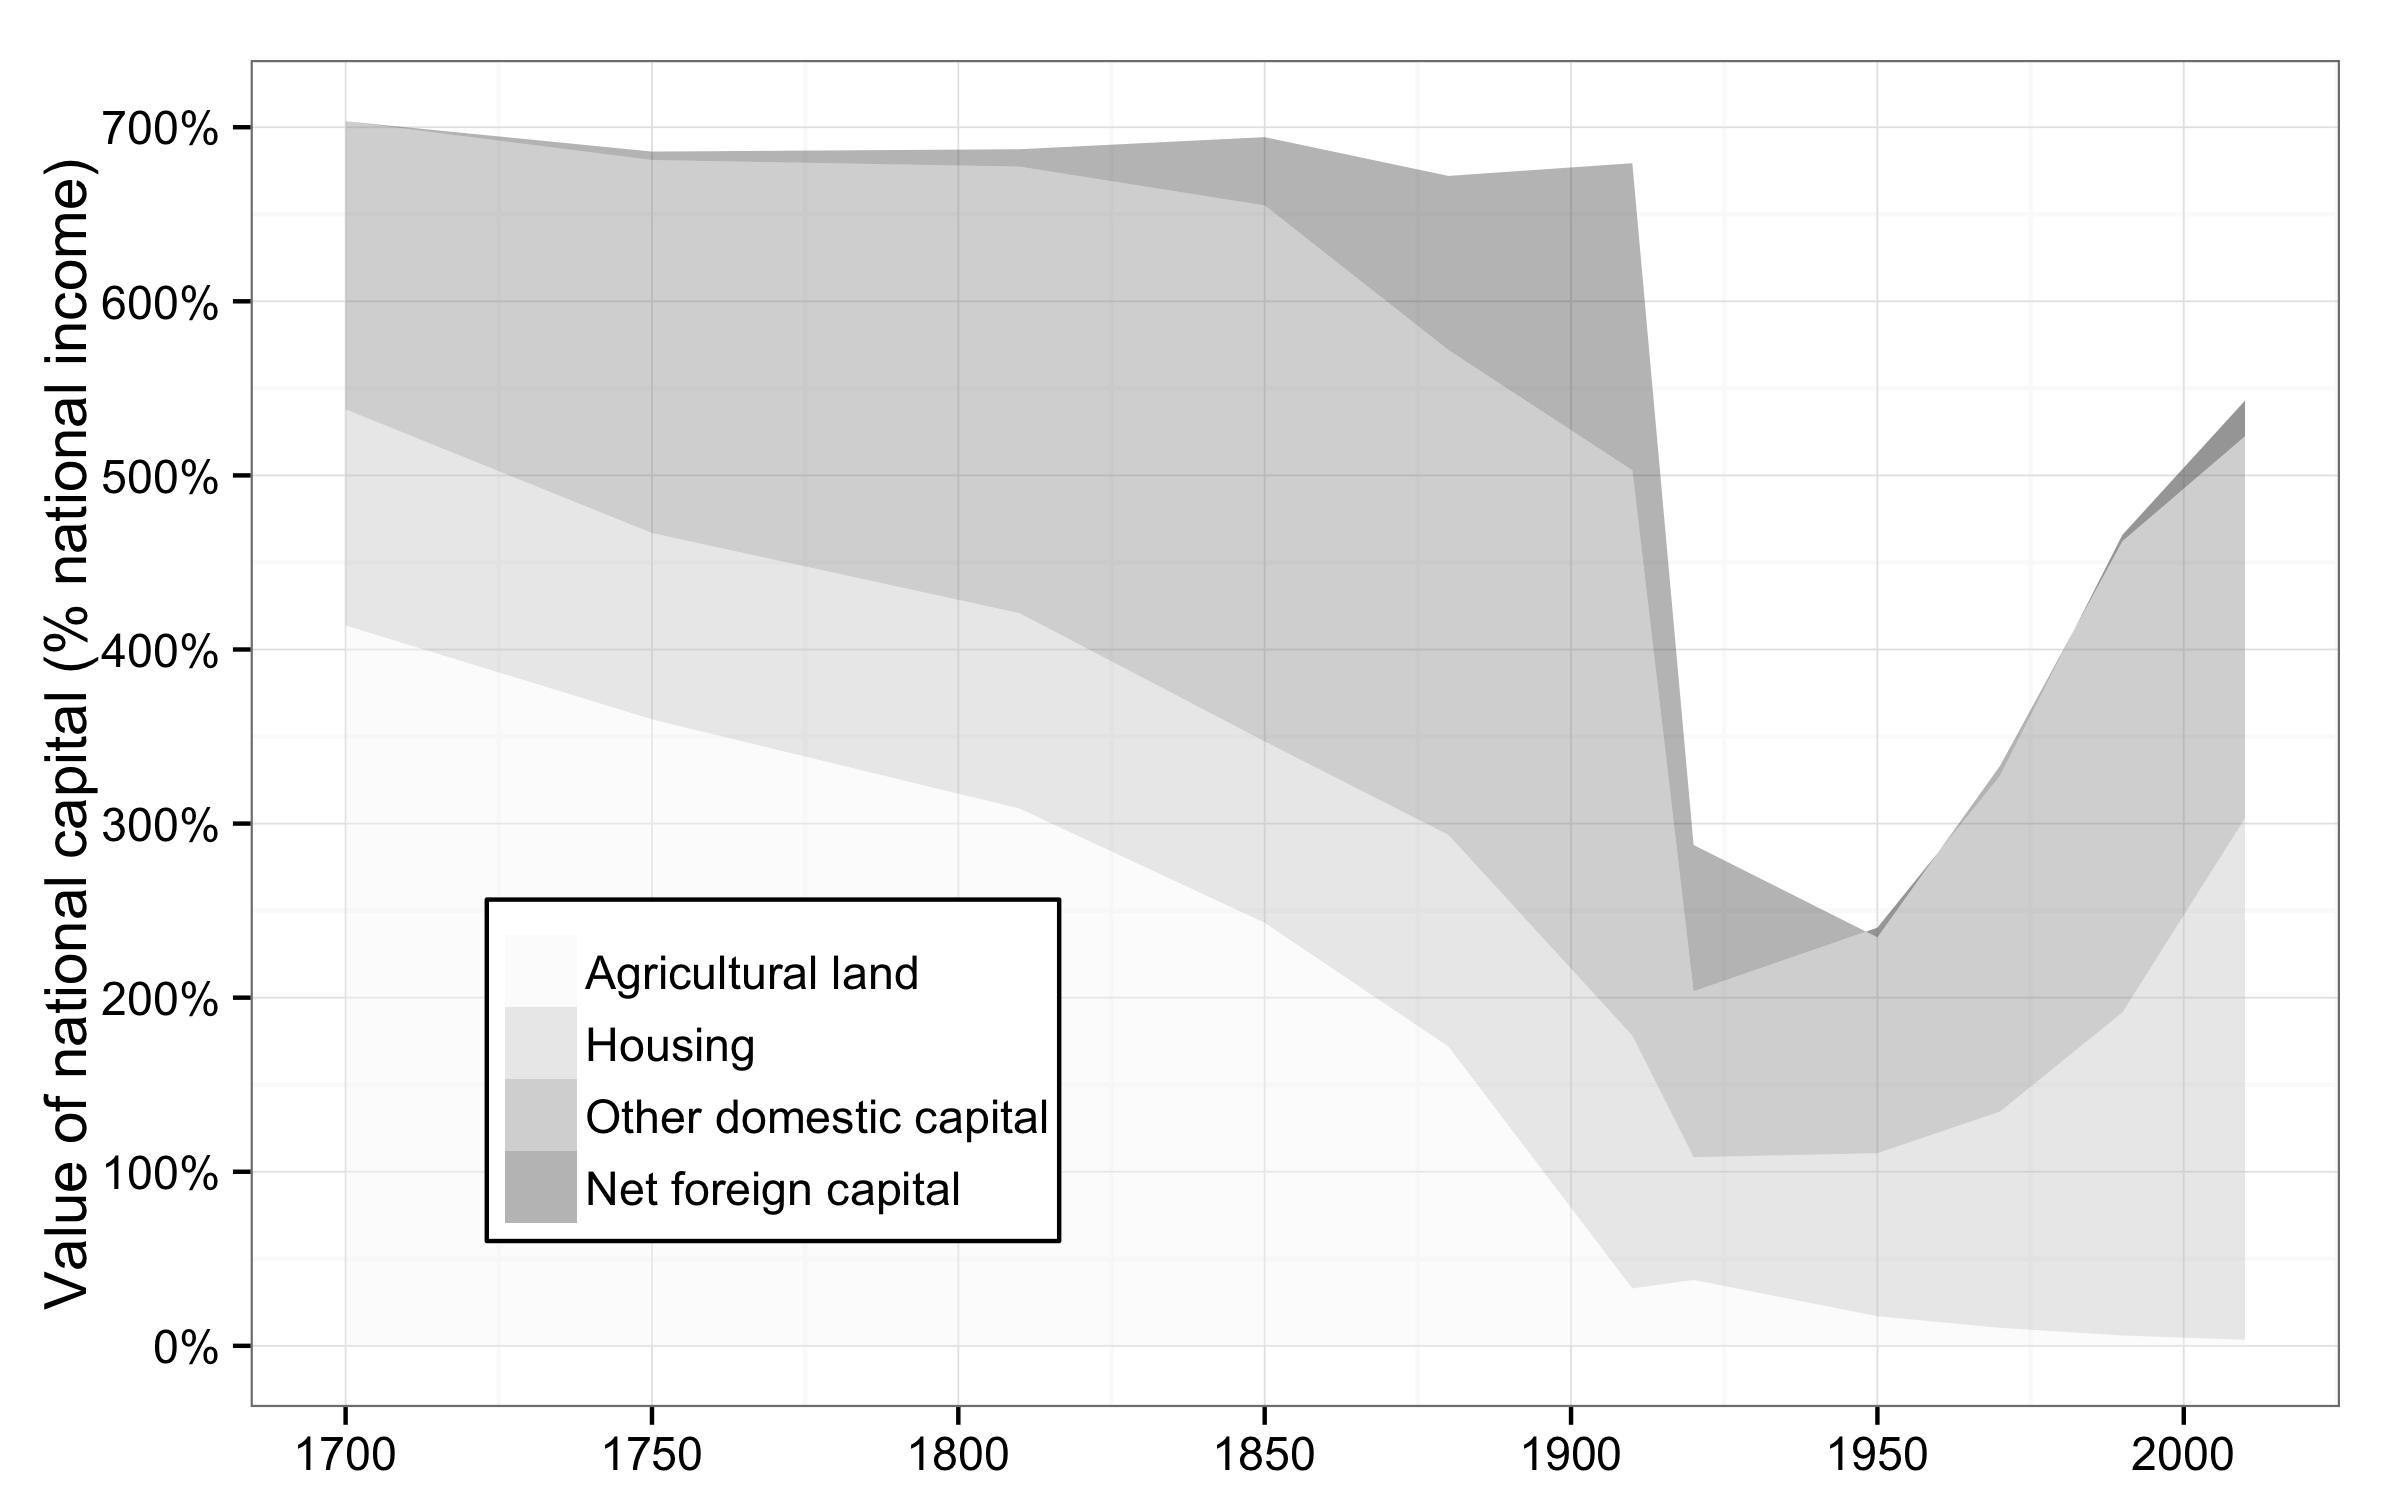 Value of national capital (% national income)
700%
600%
500%
400%
300%
200%
100%
0%
Agricultural land
Housing
Other domestic capital
Net foreign capital
1700 1750 1800 1850 1900 1950 2000